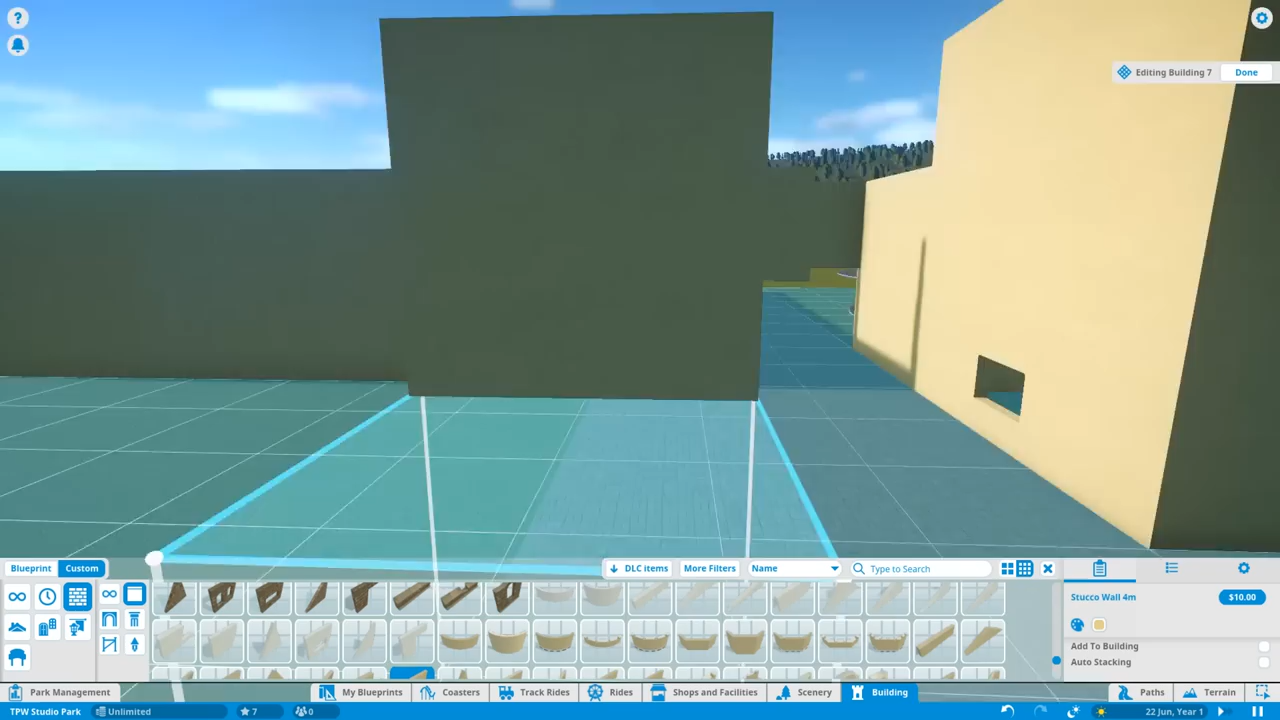 ?
Editing Building 7
Done
Blueprint
Custom
DLC items
More Filters
Name
Type to Search
Stucco Wall 4m
$10.00
Add To Building
Auto Stacking
Park Management
My Blueprints
Coasters
Track Rides
Rides
Shops and Facilities
Scenery
Building
Paths
Terrain
TPW Studio Park
Unlimited
7
0
22 Jun, Year 1